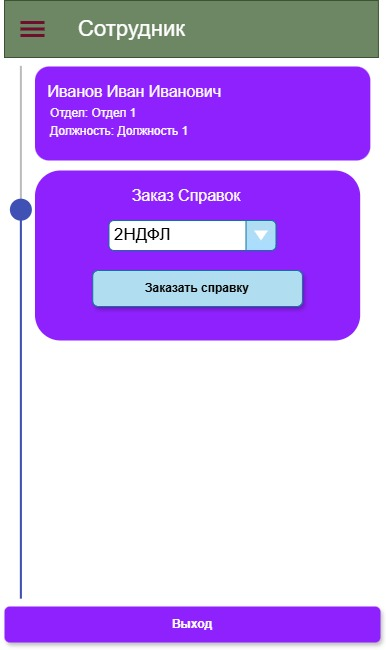 Сотрудник
Иванов Иван Иванович
Отдел: Отдел 1
Должность: Должность 1
Заказ Справок
2НДФЛ
Заказать справку
Выход